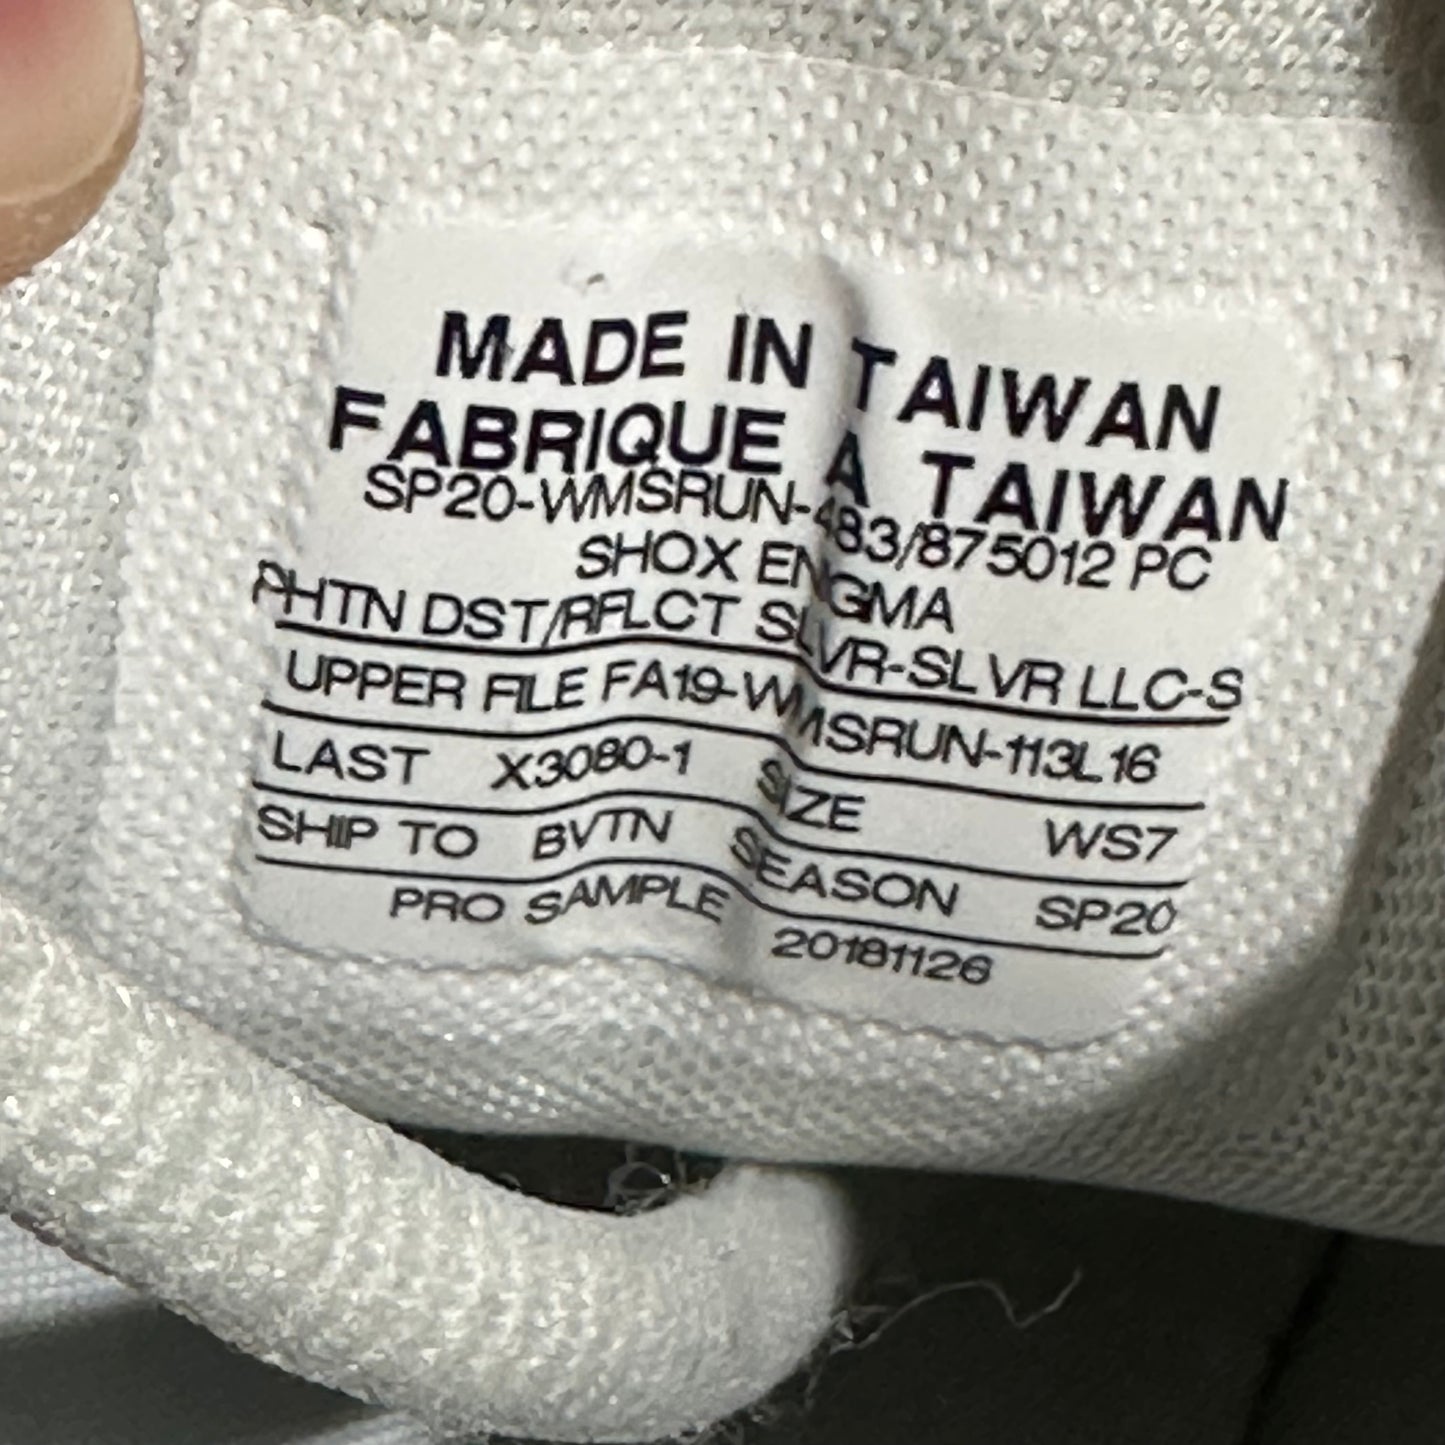 MADE IN TAIWAN
FABRIQUE A TAIWAN
SP20-WMSRUN-483/875012 PC
SHOX ENGMA
PHTN DST/RFLCT SLVR-SLVR LLC-S
UPPER FILE FA19-WMSRUN-113L16
LAST X3080-1 SIZE WS7
SHIP TO BVTN SEASON SP20
PRO SAMPLE 20181126